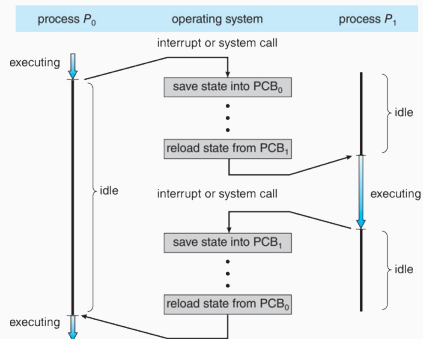 process P0
operating system
process P1
interrupt or system call
executing
save state into PCB0
idle
reload state from PCB1
idle
interrupt or system call
executing
save state into PCB1
idle
reload state from PCB0
executing